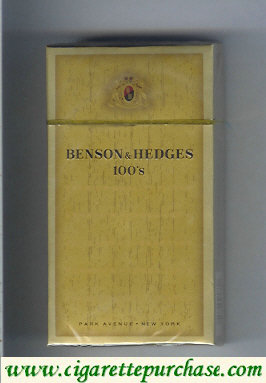 BENSON & HEDGES
100's
PARK AVENUE • NEW YORK
www.cigarettepurchase.com